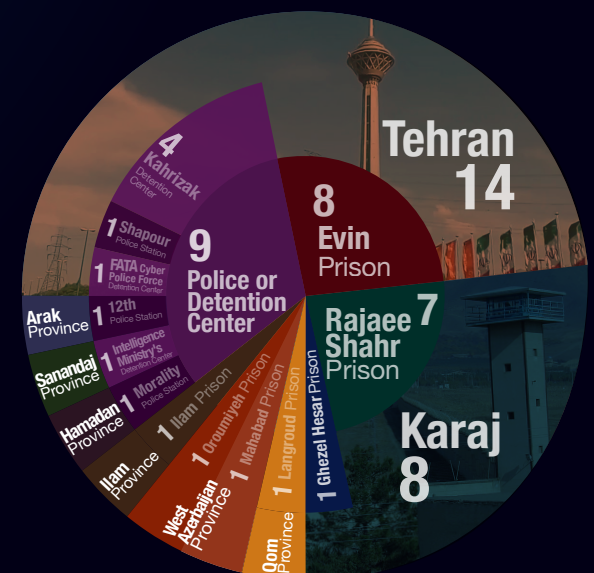 Tehran
14
8
Evin
Prison
4
Kahrizak
Detention
Center
1 Shapour
Police Station
1 FATA Cyber
Police Force
Detention Center
1 12th
Police Station
1 Intelligence
Ministry's
Detention Center
1 Morality
Police Station
9
Police or
Detention
Center
Rajaee 7
Shahr
Prison
Karaj
8
1 Ghezel Hesar Prison
1 Langroud Prison
1 Mahabad Prison
1 Oroumiyeh Prison
1 Ilam Prison
Arak
Province
Sanandaj
Province
Hamadan
Province
Ilam
Province
West
Azerbaijan
Province
Qom
Province